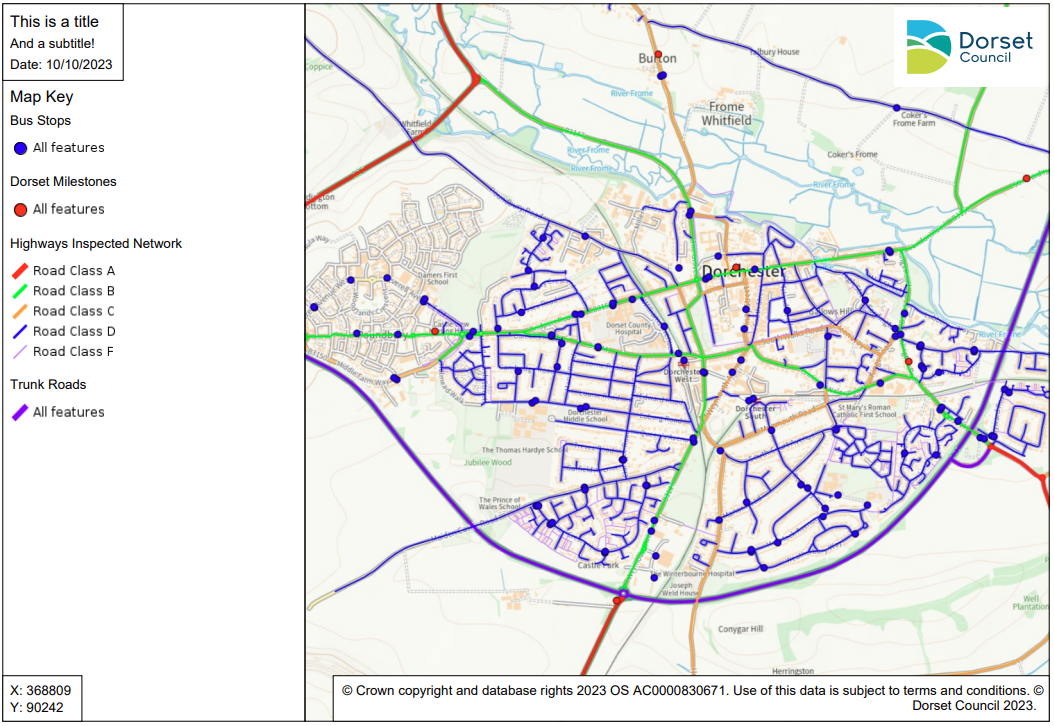 This is a title
And a subtitle!
Date: 10/10/2023
Map Key
Bus Stops
All features
Dorset Milestones
All features
Highways Inspected Network
Road Class A
Road Class B
Road Class C
Road Class D
Road Class F
Trunk Roads
All features
X: 368809
Y: 90242
Dorset
Council
Coppice
Burton
River Frome
Frome
Whitfield
Coker's
Frome Farm
Coker's Frome
River Frome
River Frome
River Frome
Damers First
School
Dorchester
Dorset County
Hospital
River Frome
Dorchester
West
Dorchester
South
Dorchester
Middle School
St Mary's Roman
Catholic First School
The Thomas Hardye School
Jubilee Wood
The Prince of
Wales School
Castle Park
The Winterbourne Hospital
Joseph
Weld House
Conygar Hill
Well
Plantation
Herrington
© Crown copyright and database rights 2023 OS AC0000830671. Use of this data is subject to terms and conditions. ©
Dorset Council 2023.